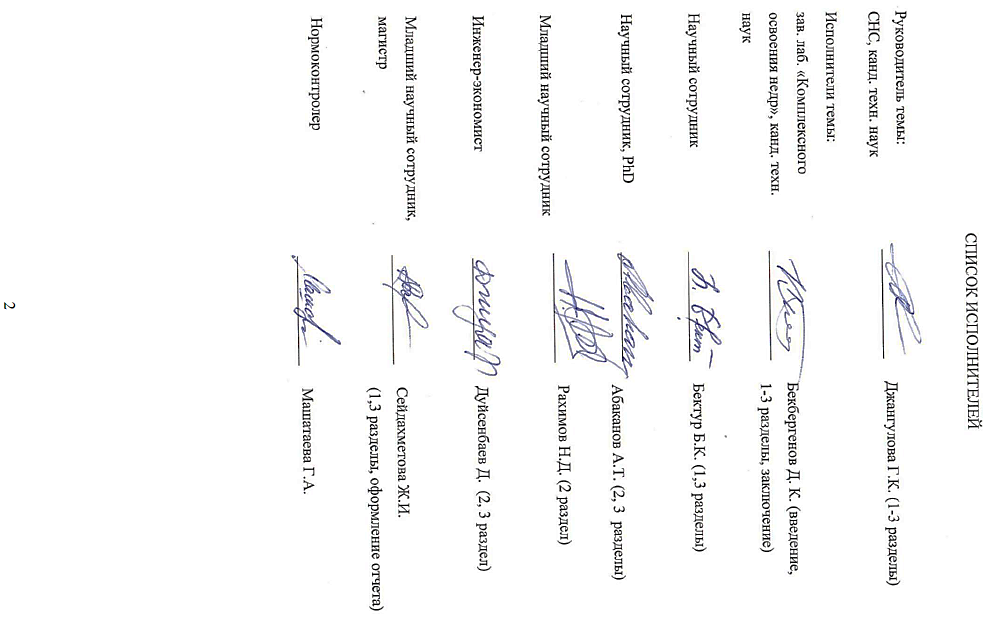 СПИСОК ИСПОЛНИТЕЛЕЙ
Руководитель темы:
СНС, канд. техн. наук
Джангулова Г.К. (1-3 разделы)
Исполнители темы:
зав. лаб. «Комплексного
освоения недр», канд. техн.
наук
Бекбергенов Д. К. (введение,
1-3 разделы, заключение)
Научный сотрудник
Бектур Б.К. (1,3 разделы)
Научный сотрудник, PhD
Абаканов А.Т. (2, 3 разделы)
Младший научный сотрудник
Рахимов Н.Д. (2 раздел)
Инженер-экономист
Дуйсенбаев Д. (2, 3 раздел)
Младший научный сотрудник,
магистр
Сейдахметова Ж.И.
(1,3 разделы, оформление отчета)
Нормоконтролер
Машатаева Г.А.
2